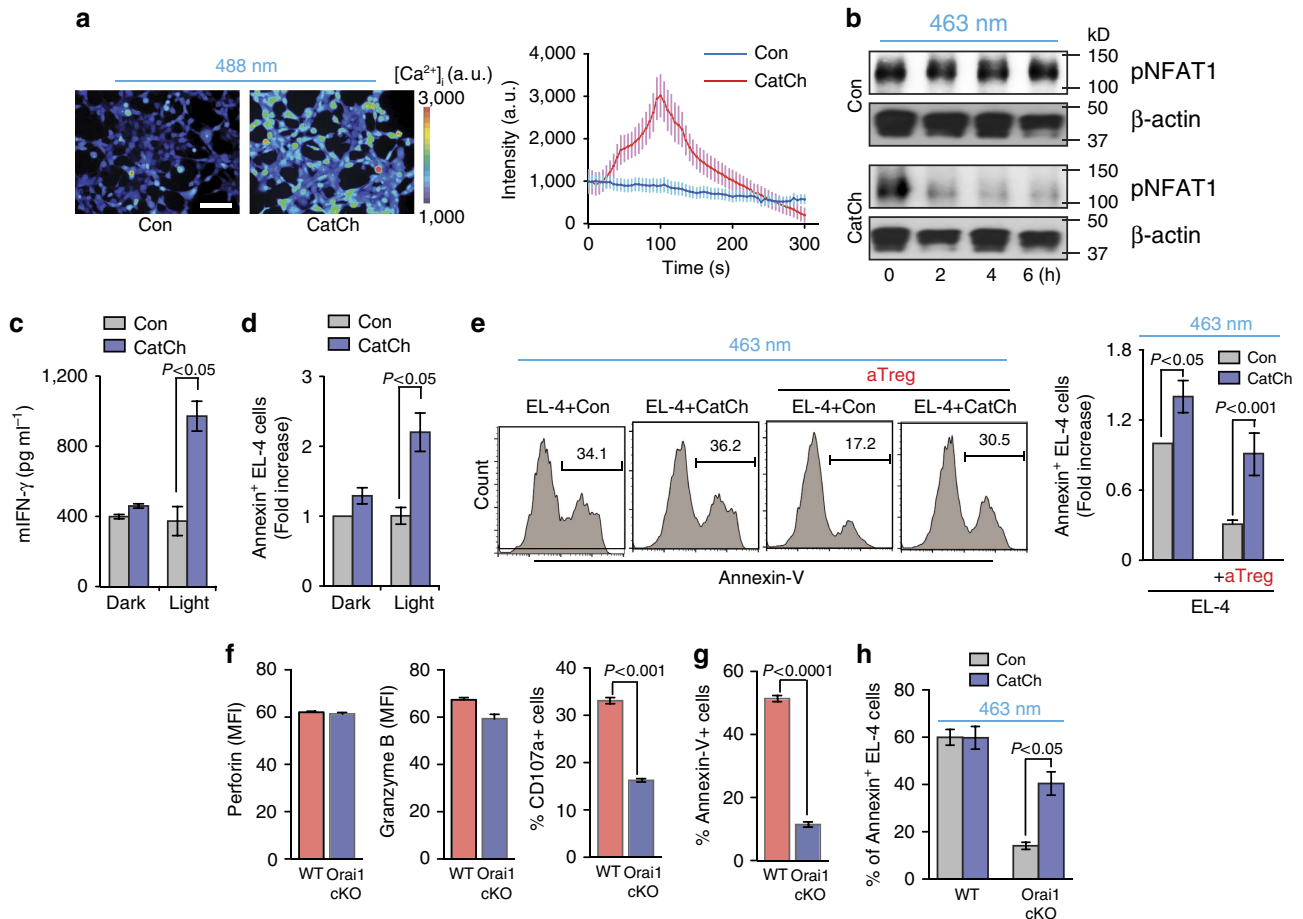 a
488 nm
[Ca²⁺]i (a.u.)
3,000
1,000
Con
CatCh
Con
CatCh
Intensity (a.u.)
4,000
3,000
2,000
1,000
0
0
100
200
300
Time (s)
b
463 nm
kD
Con
150
100
pNFAT1
50
37
β-actin
CatCh
150
100
pNFAT1
50
37
β-actin
0
2
4
6 (h)
c
Con
CatCh
mIFN-γ (pg ml⁻¹)
1,200
800
400
0
P<0.05
Dark
Light
d
Con
CatCh
Annexin⁺ EL-4 cells
(Fold increase)
3
2
1
0
P<0.05
Dark
Light
e
463 nm
aTreg
EL-4+Con
EL-4+CatCh
EL-4+Con
EL-4+CatCh
34.1
36.2
17.2
30.5
Count
Annexin-V
463 nm
Annexin⁺ EL-4 cells
(Fold increase)
1.8
1.2
0.6
0
P<0.05
Con
CatCh
P<0.001
+aTreg
EL-4
f
Perforin (MFI)
80
60
40
20
0
WT
Orai1
cKO
Granzyme B (MFI)
80
60
40
20
0
WT
Orai1
cKO
% CD107a+ cells
40
30
20
10
0
P<0.001
WT
Orai1
cKO
g
% Annexin-V+ cells
60
40
20
0
P<0.0001
WT
Orai1
cKO
h
Con
CatCh
% of Annexin⁺ EL-4 cells
80
60
40
20
0
463 nm
P<0.05
WT
Orai1
cKO